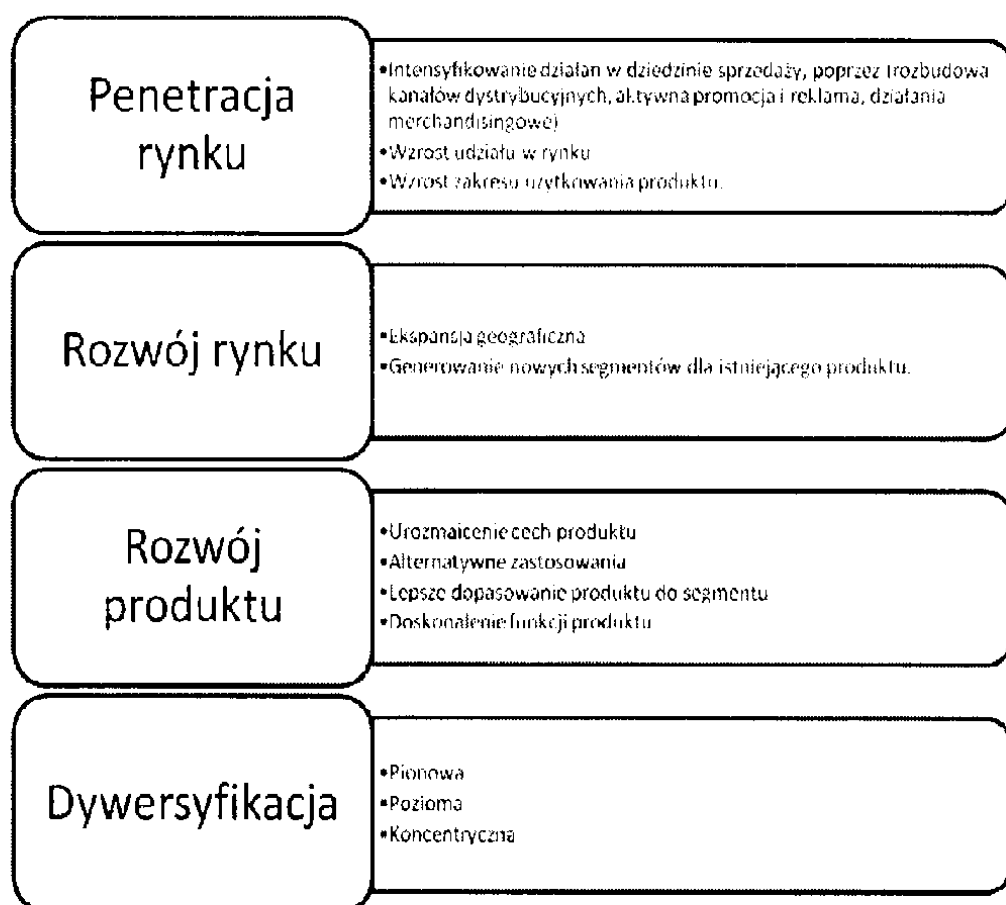 Penetracja
rynku
•Intensyfikowanie działan w dziedzinie sprzedaży, poprzez (rozbudowa
kanałów dystrybucyjnych, aktywna promocja i reklama, działania
merchandisingowe)
•Wzrost udziału w rynku
•Wzrost zakresu użytkowania produktu.
Rozwój rynku
•Ekspansja geograficzna
•Generowanie nowych segmentów dla istniejącego produktu.
Rozwój
produktu
•Urozmaicenie cech produktu
•Alternatywne zastosowania
•Lepsze dopasowanie produktu do segmentu
•Doskonalenie funkcji produktu
Dywersyfikacja
•Pionowa
•Pozioma
•Koncentryczna